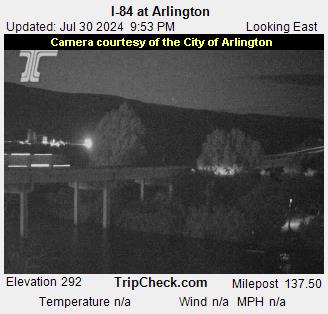 I-84 at Arlington
Updated: Jul 30 2024 9:53 PM Looking East
Camera courtesy of the City of Arlington
Elevation 292 TripCheck.com Milepost 137.50
Temperature n/a Wind n/a MPH n/a